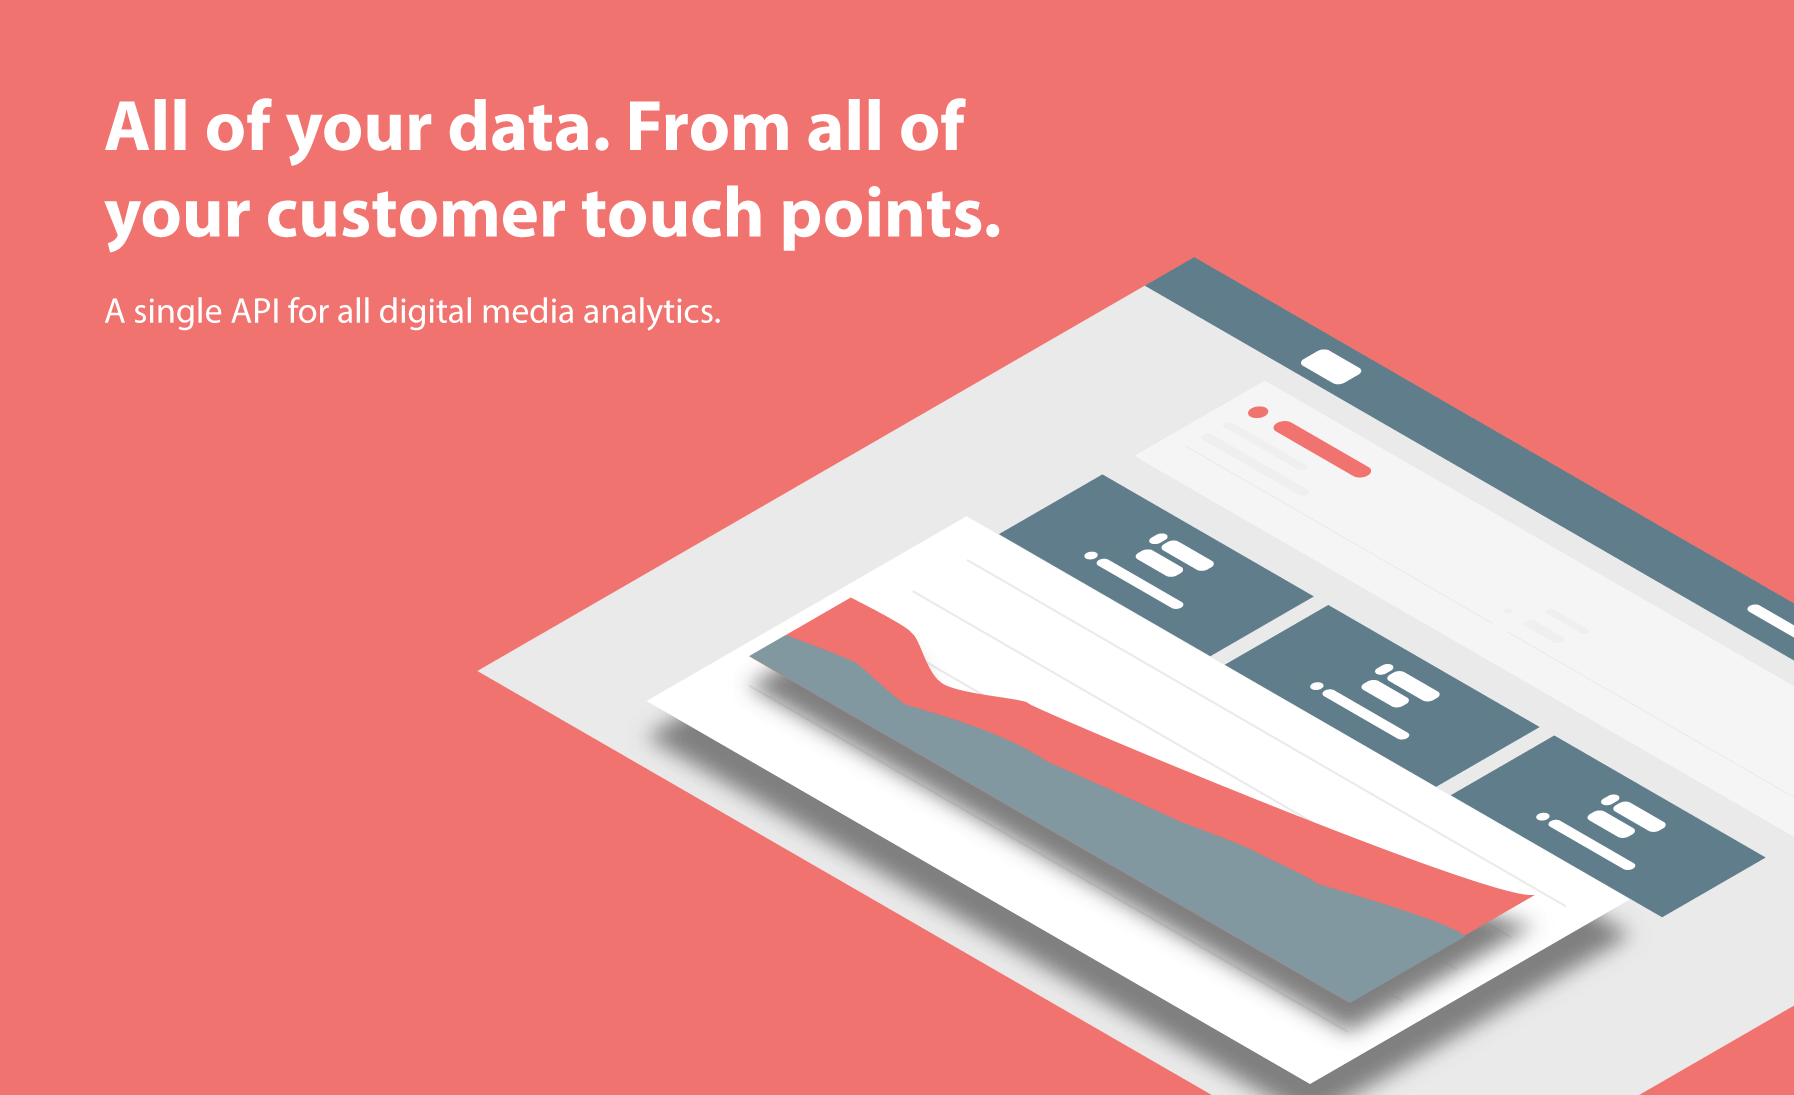 All of your data. From all of
your customer touch points.
A single API for all digital media analytics.